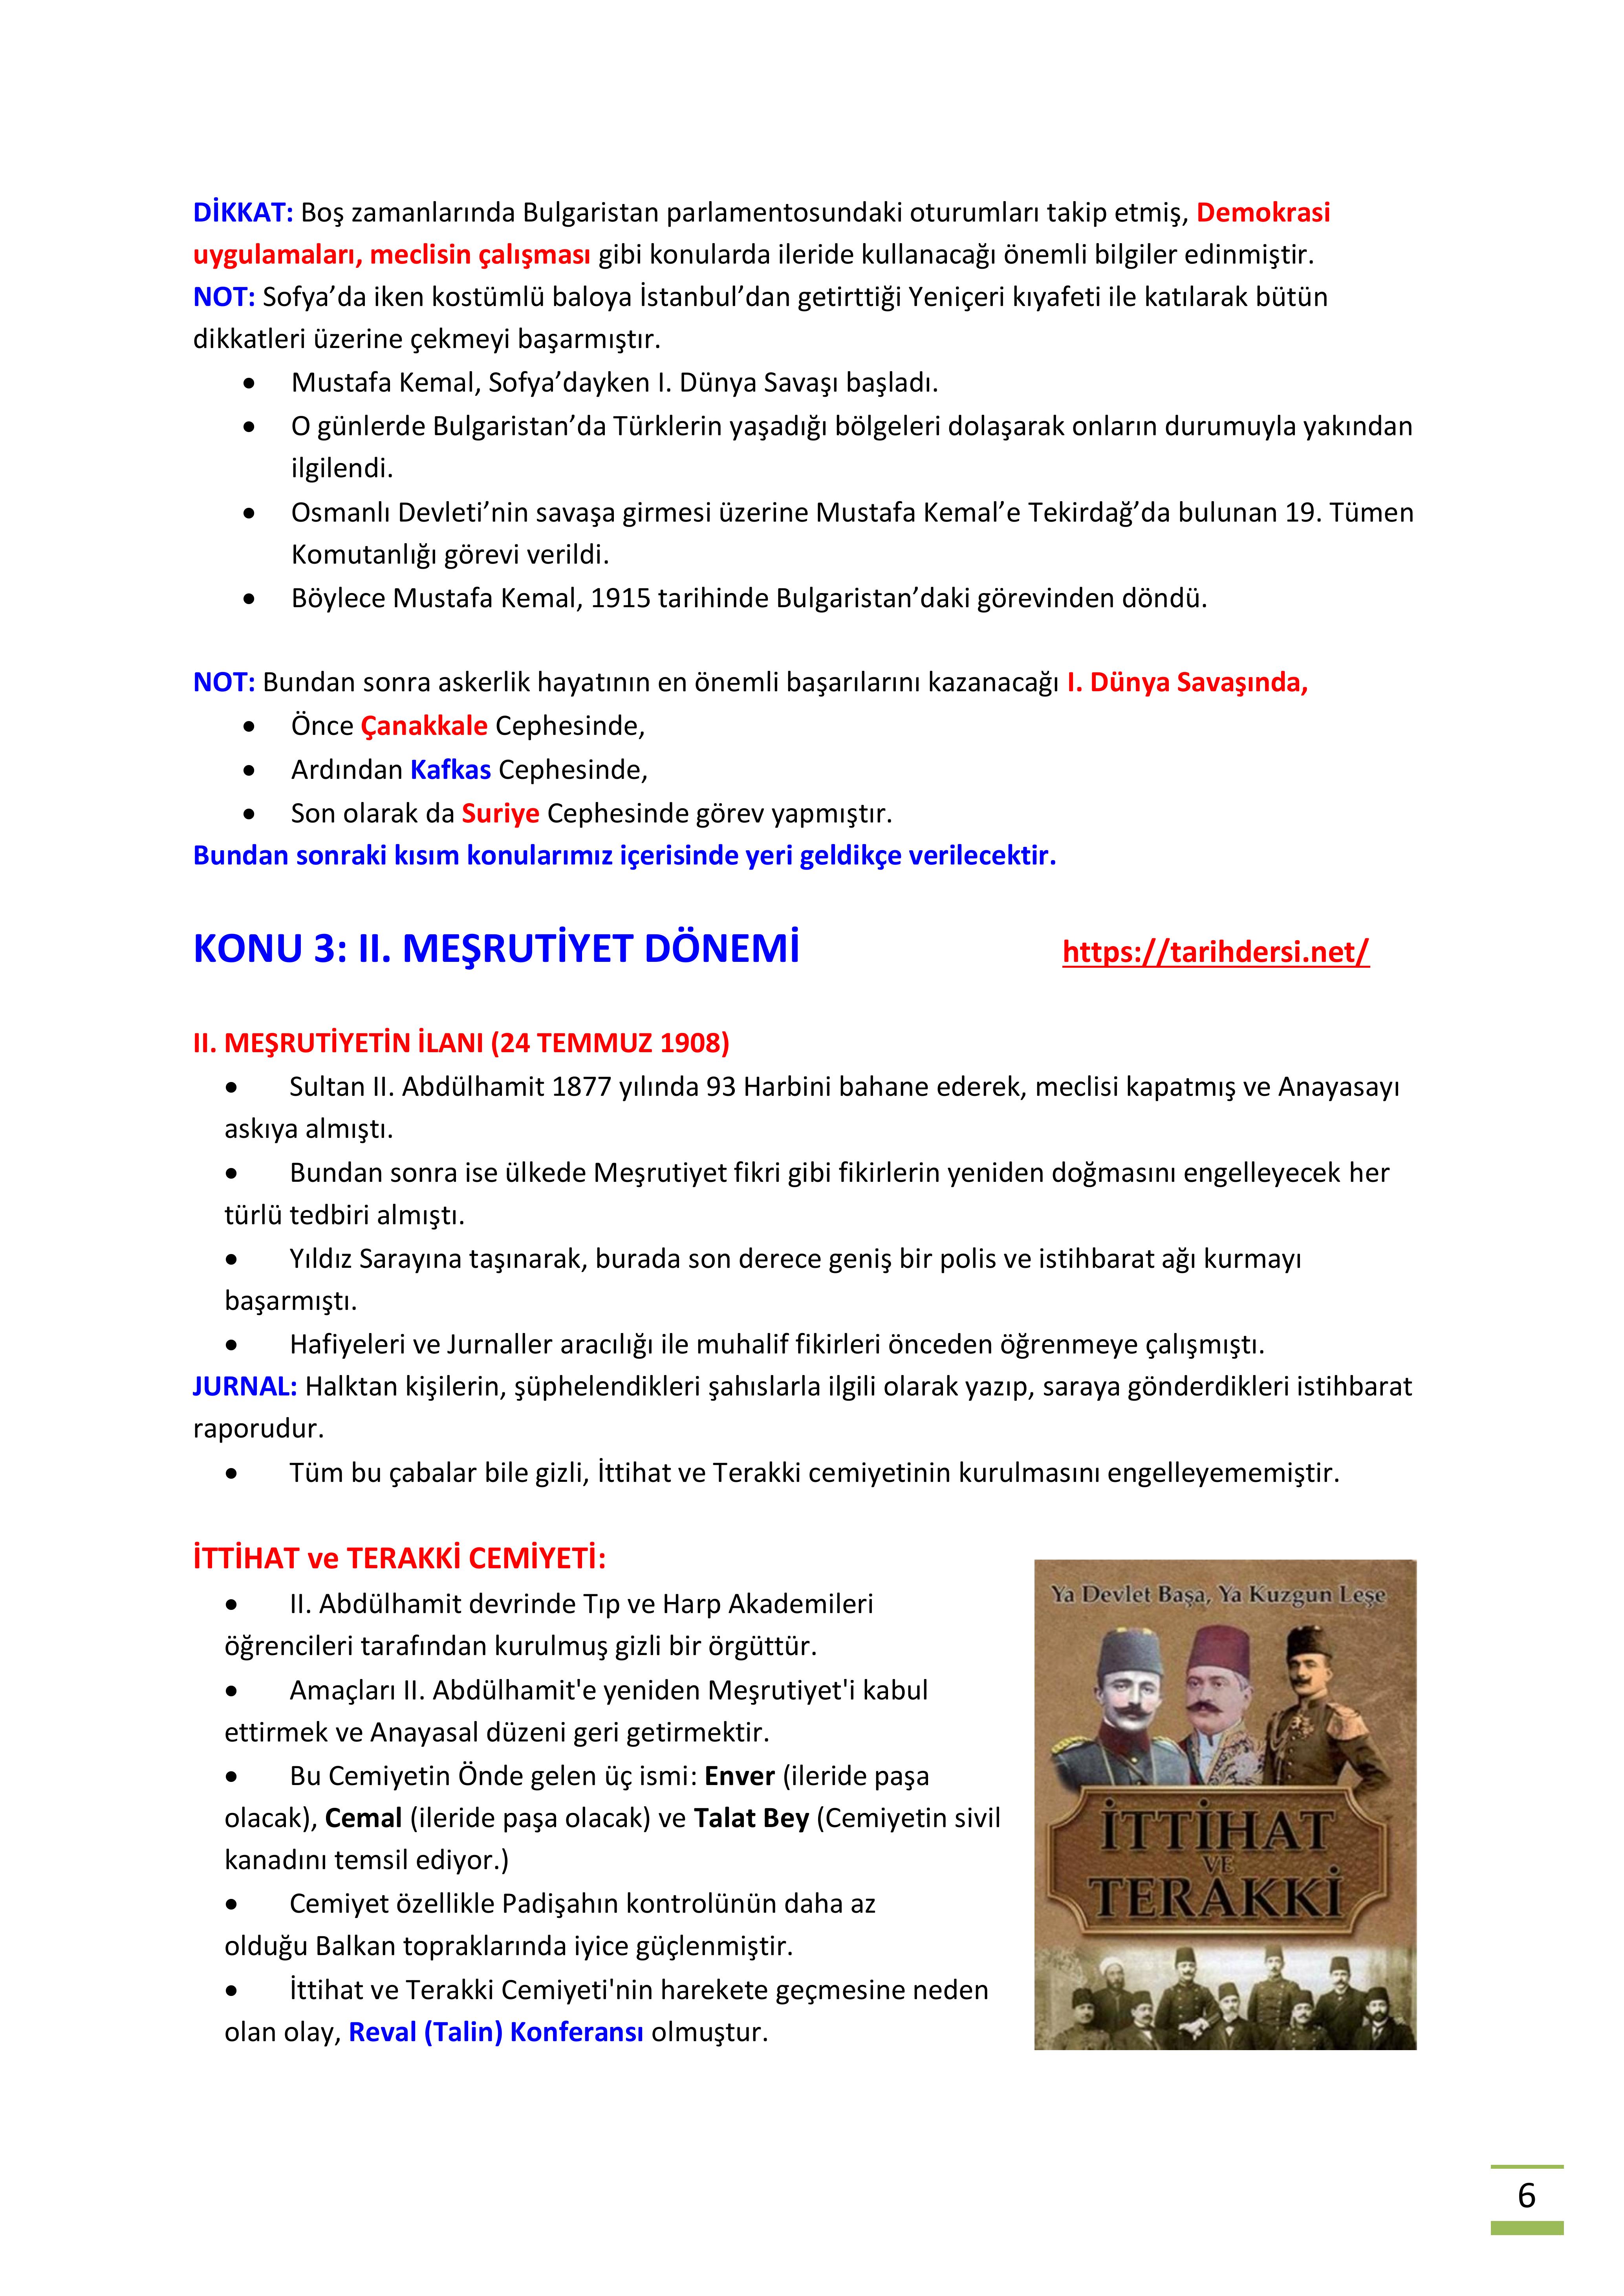 DİKKAT: Boş zamanlarında Bulgaristan parlamentosundaki oturumları takip etmiş, Demokrasi
uygulamaları, meclisin çalışması gibi konularda ileride kullanacağı önemli bilgiler edinmiştir.
NOT: Sofya’da iken kostümlü baloya İstanbul’dan getirttiği Yeniçeri kıyafeti ile katılarak bütün
dikkatleri üzerine çekmeyi başarmıştır.
• Mustafa Kemal, Sofya’dayken I. Dünya Savaşı başladı.
• O günlerde Bulgaristan’da Türklerin yaşadığı bölgeleri dolaşarak onların durumuyla yakından
ilgilendi.
• Osmanlı Devleti’nin savaşa girmesi üzerine Mustafa Kemal’e Tekirdağ’da bulunan 19. Tümen
Komutanlığı görevi verildi.
• Böylece Mustafa Kemal, 1915 tarihinde Bulgaristan’daki görevinden döndü.
NOT: Bundan sonra askerlik hayatının en önemli başarılarını kazanacağı I. Dünya Savaşında,
• Önce Çanakkale Cephesinde,
• Ardından Kafkas Cephesinde,
• Son olarak da Suriye Cephesinde görev yapmıştır.
Bundan sonraki kısım konularımız içerisinde yeri geldikçe verilecektir.
KONU 3: II. MEŞRUTİYET DÖNEMİ https://tarihdersi.net/
II. MEŞRUTİYETİN İLANI (24 TEMMUZ 1908)
• Sultan II. Abdülhamit 1877 yılında 93 Harbini bahane ederek, meclisi kapatmış ve Anayasayı
askıya almıştı.
• Bundan sonra ise ülkede Meşrutiyet fikri gibi fikirlerin yeniden doğmasını engelleyecek her
türlü tedbiri almıştı.
• Yıldız Sarayına taşınarak, burada son derece geniş bir polis ve istihbarat ağı kurmayı
başarmıştı.
• Hafiyeleri ve Jurnaller aracılığı ile muhalif fikirleri önceden öğrenmeye çalışmıştı.
JURNAL: Halktan kişilerin, şüphelendikleri şahıslarla ilgili olarak yazıp, saraya gönderdikleri istihbarat
raporudur.
• Tüm bu çabalar bile gizli, İttihat ve Terakki cemiyetinin kurulmasını engelleyememiştir.
İTTİHAT ve TERAKKİ CEMİYETİ:
• II. Abdülhamit devrinde Tıp ve Harp Akademileri
öğrencileri tarafından kurulmuş gizli bir örgüttür.
• Amaçları II. Abdülhamit'e yeniden Meşrutiyet'i kabul
ettirmek ve Anayasal düzeni geri getirmektir.
• Bu Cemiyetin Önde gelen üç ismi: Enver (ileride paşa
olacak), Cemal (ileride paşa olacak) ve Talat Bey (Cemiyetin sivil
kanadını temsil ediyor.)
• Cemiyet özellikle Padişahın kontrolünün daha az
olduğu Balkan topraklarında iyice güçlenmiştir.
• İttihat ve Terakki Cemiyeti'nin harekete geçmesine neden
olan olay, Reval (Talin) Konferansı olmuştur.
Ya Devlet Başa, Ya Kuzgun Leşe
İTTİHAT
VE
TERAKKİ
6